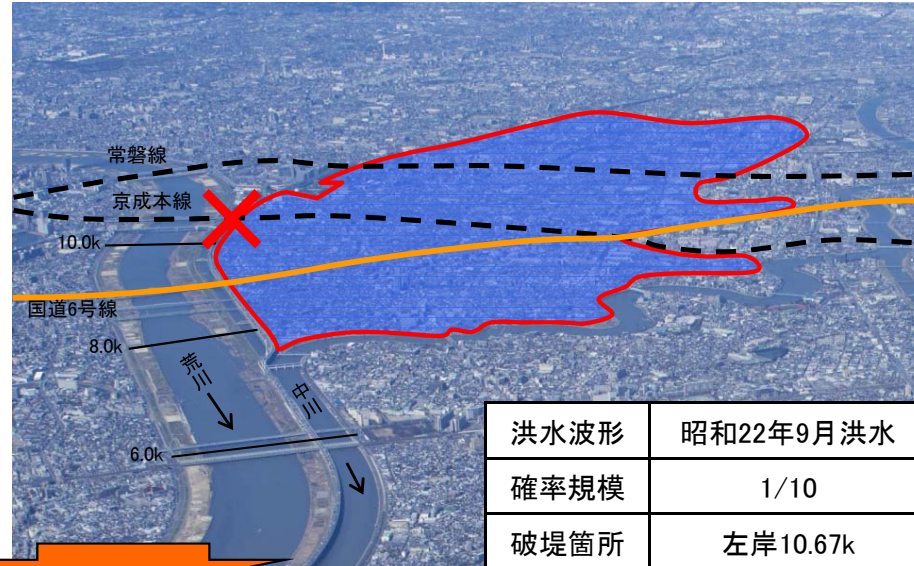 常磐線
京成本線
10.0k
国道6号線
8.0k
荒川
中川
6.0k
洪水波形 昭和22年9月洪水
確率規模 1/10
破堤箇所 左岸10.67k